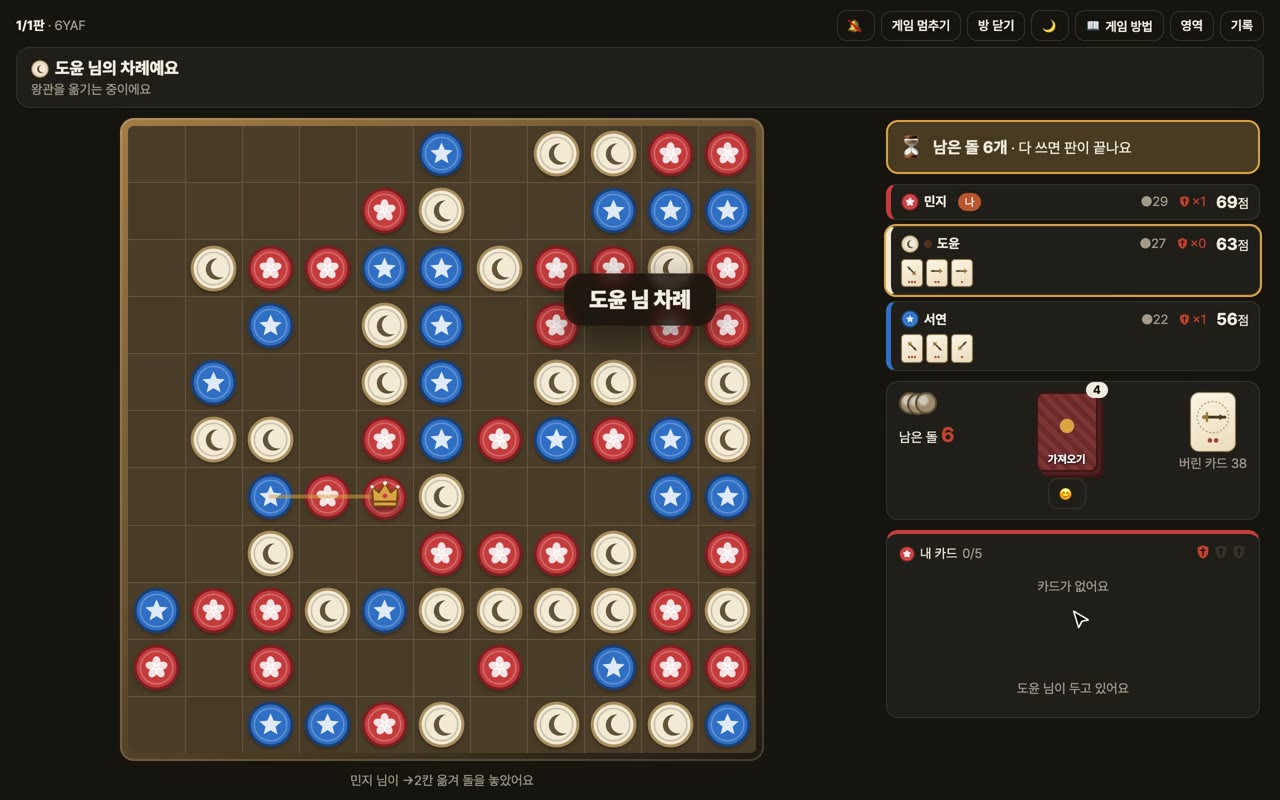 1/1판 · 6YAF
게임 멈추기
방 닫기
게임 방법
영역
기록
도윤 님의 차례예요
왕관을 옮기는 중이에요
남은 돌 6개 · 다 쓰면 판이 끝나요
민지 나 29 ×1 69점
도윤 27 ×0 63점
서연 22 ×1 56점
도윤 님 차례
4
남은 돌 6
가져오기
버린 카드 38
내 카드 0/5
카드가 없어요
도윤 님이 두고 있어요
민지 님이 →2칸 옮겨 돌을 놓았어요